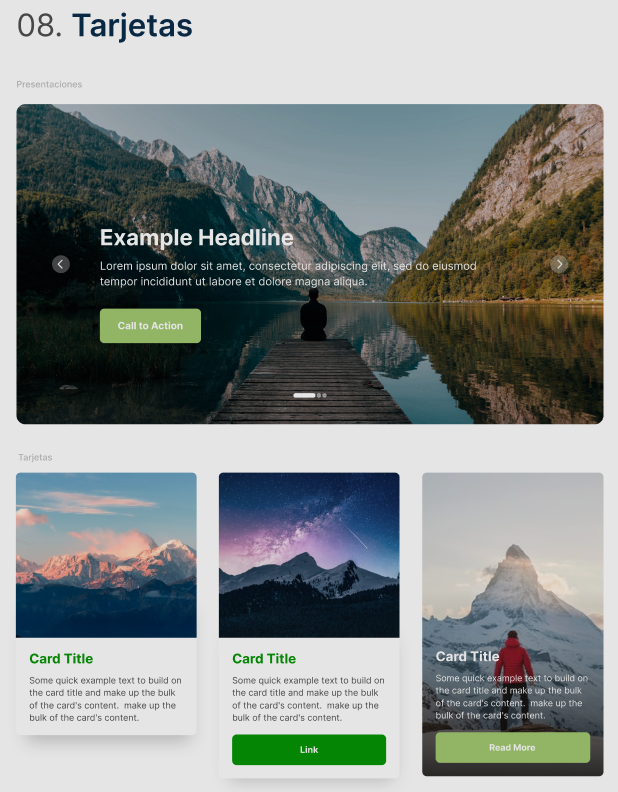 08. Tarjetas
Presentaciones
Example Headline
Lorem ipsum dolor sit amet, consectetur adipiscing elit, sed do eiusmod
tempor incididunt ut labore et dolore magna aliqua.
Call to Action
Tarjetas
Card Title
Some quick example text to build on
the card title and make up the bulk
of the card's content.  make up the
bulk of the card's content.
Card Title
Some quick example text to build on
the card title and make up the bulk
of the card's content.  make up the
bulk of the card's content.
Link
Card Title
Some quick example text to build on
the card title and make up the bulk
of the card's content.  make up the
bulk of the card's content.
Read More